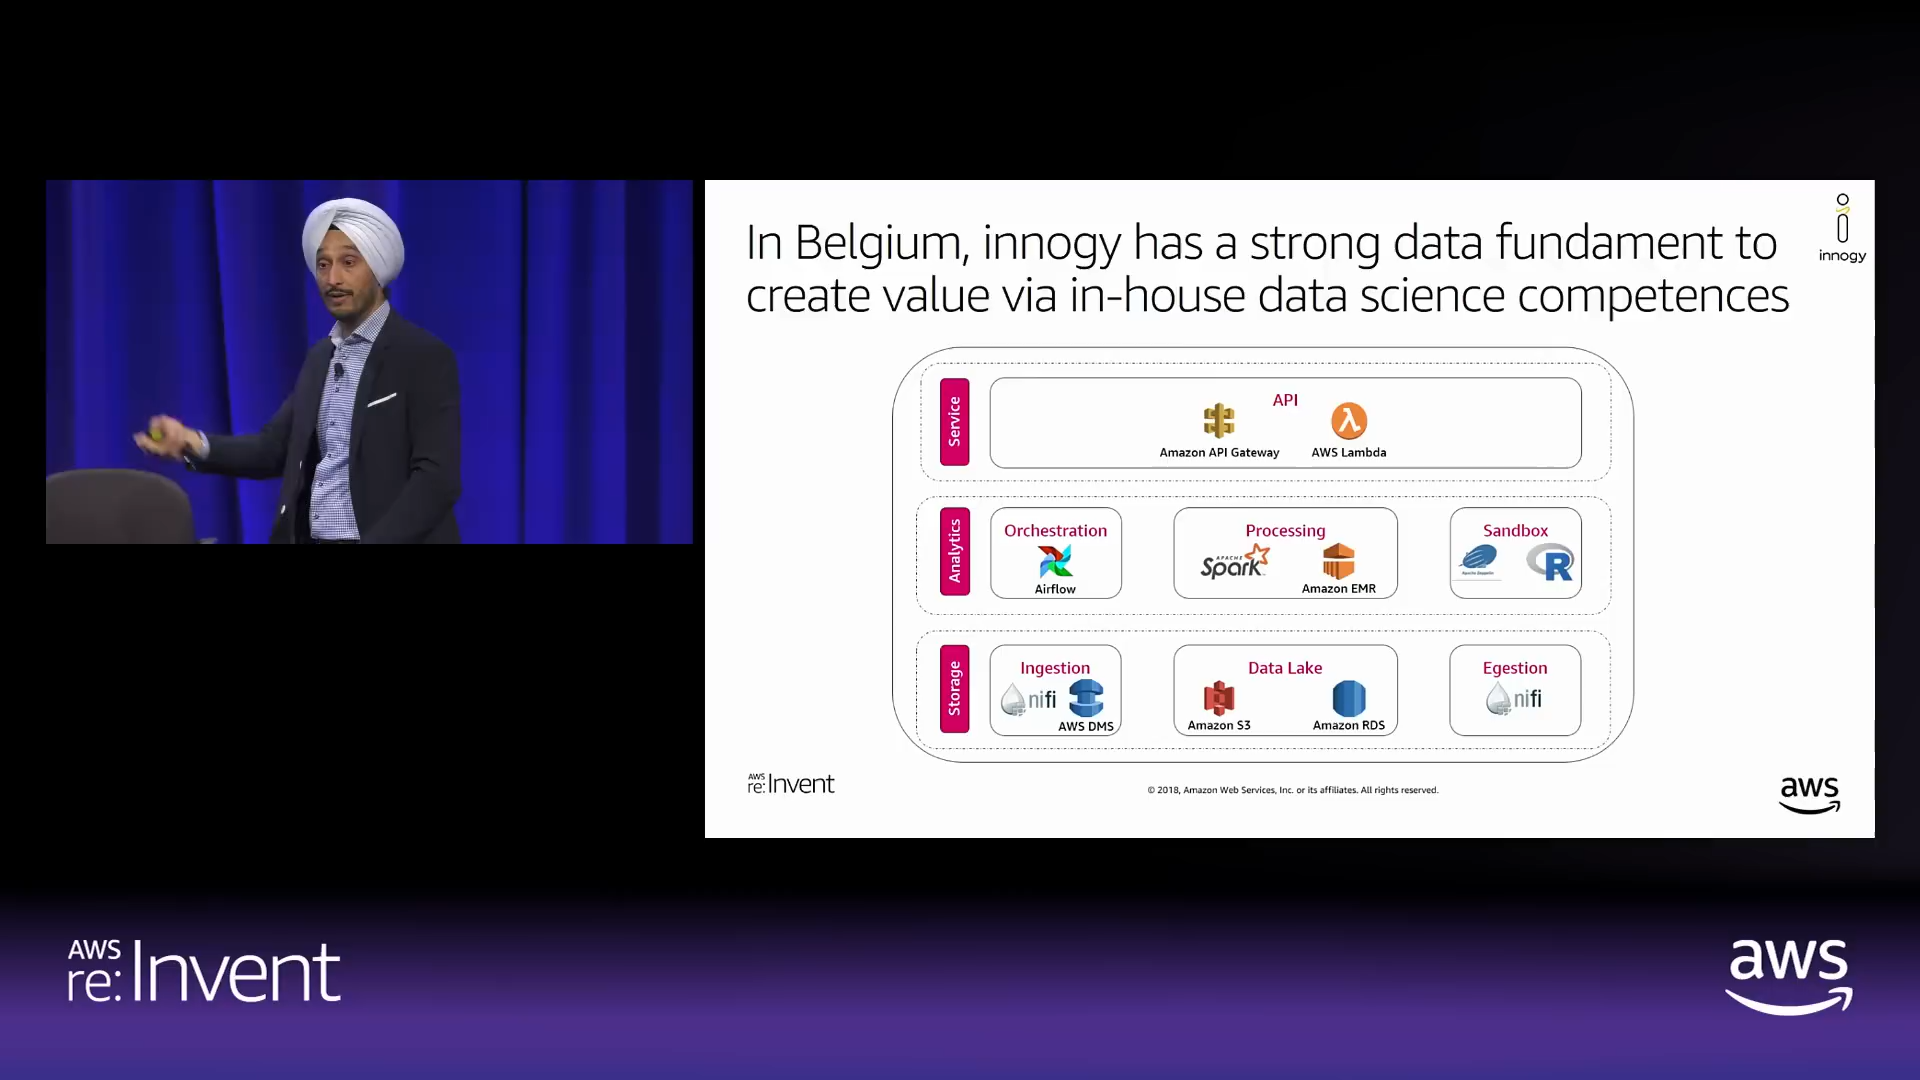 In Belgium, innogy has a strong data fundament to
create value via in-house data science competences
innogy
Service
API
Amazon API Gateway
AWS Lambda
Analytics
Orchestration
Airflow
Processing
APACHE
Spark
Amazon EMR
Sandbox
Apache Zeppelin
R
Storage
Ingestion
nifi
AWS DMS
Data Lake
Amazon S3
Amazon RDS
Egestion
nifi
AWS
re:Invent
© 2018, Amazon Web Services, Inc. or its affiliates. All rights reserved.
aws
AWS
re:Invent
aws